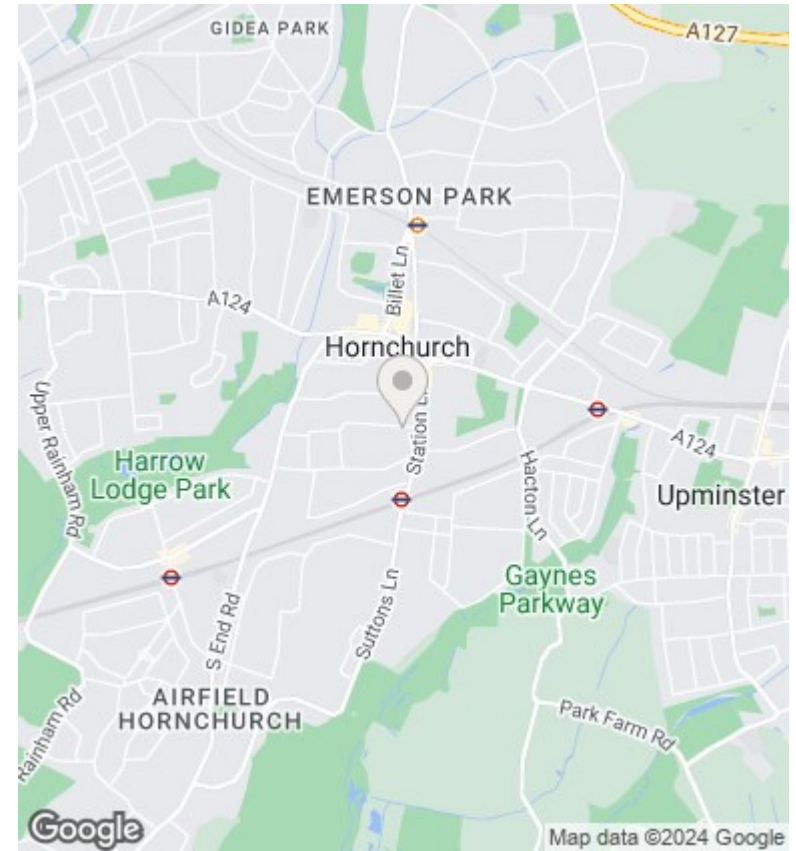 GIDEA PARK
A127
EMERSON PARK
Billet Ln
A124
Hornchurch
Upper Rainham Rd
Station Ln
Harrow
Lodge Park
A124
Hacton Ln
Upminster
Gaynes
Parkway
S End Rd
Suttons Ln
AIRFIELD
HORNCHURCH
Rainham Rd
Park Farm Rd
Google
Map data ©2024 Google